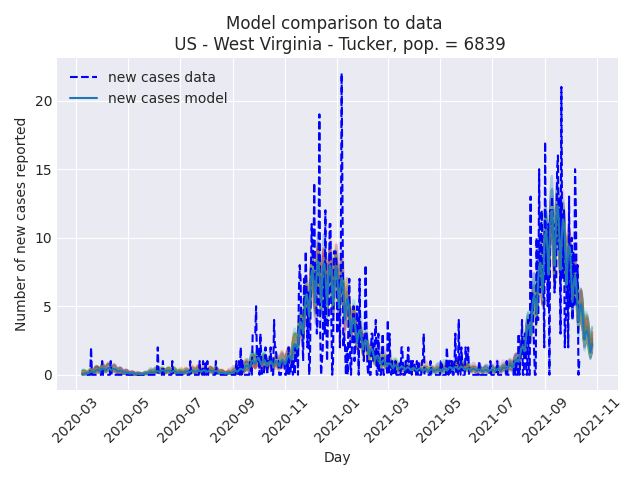 Model comparison to data
US - West Virginia - Tucker, pop. = 6839
new cases data
new cases model
Number of new cases reported
20
15
10
5
0
2020-03
2020-05
2020-07
2020-09
2020-11
2021-01
2021-03
2021-05
2021-07
2021-09
2021-11
Day